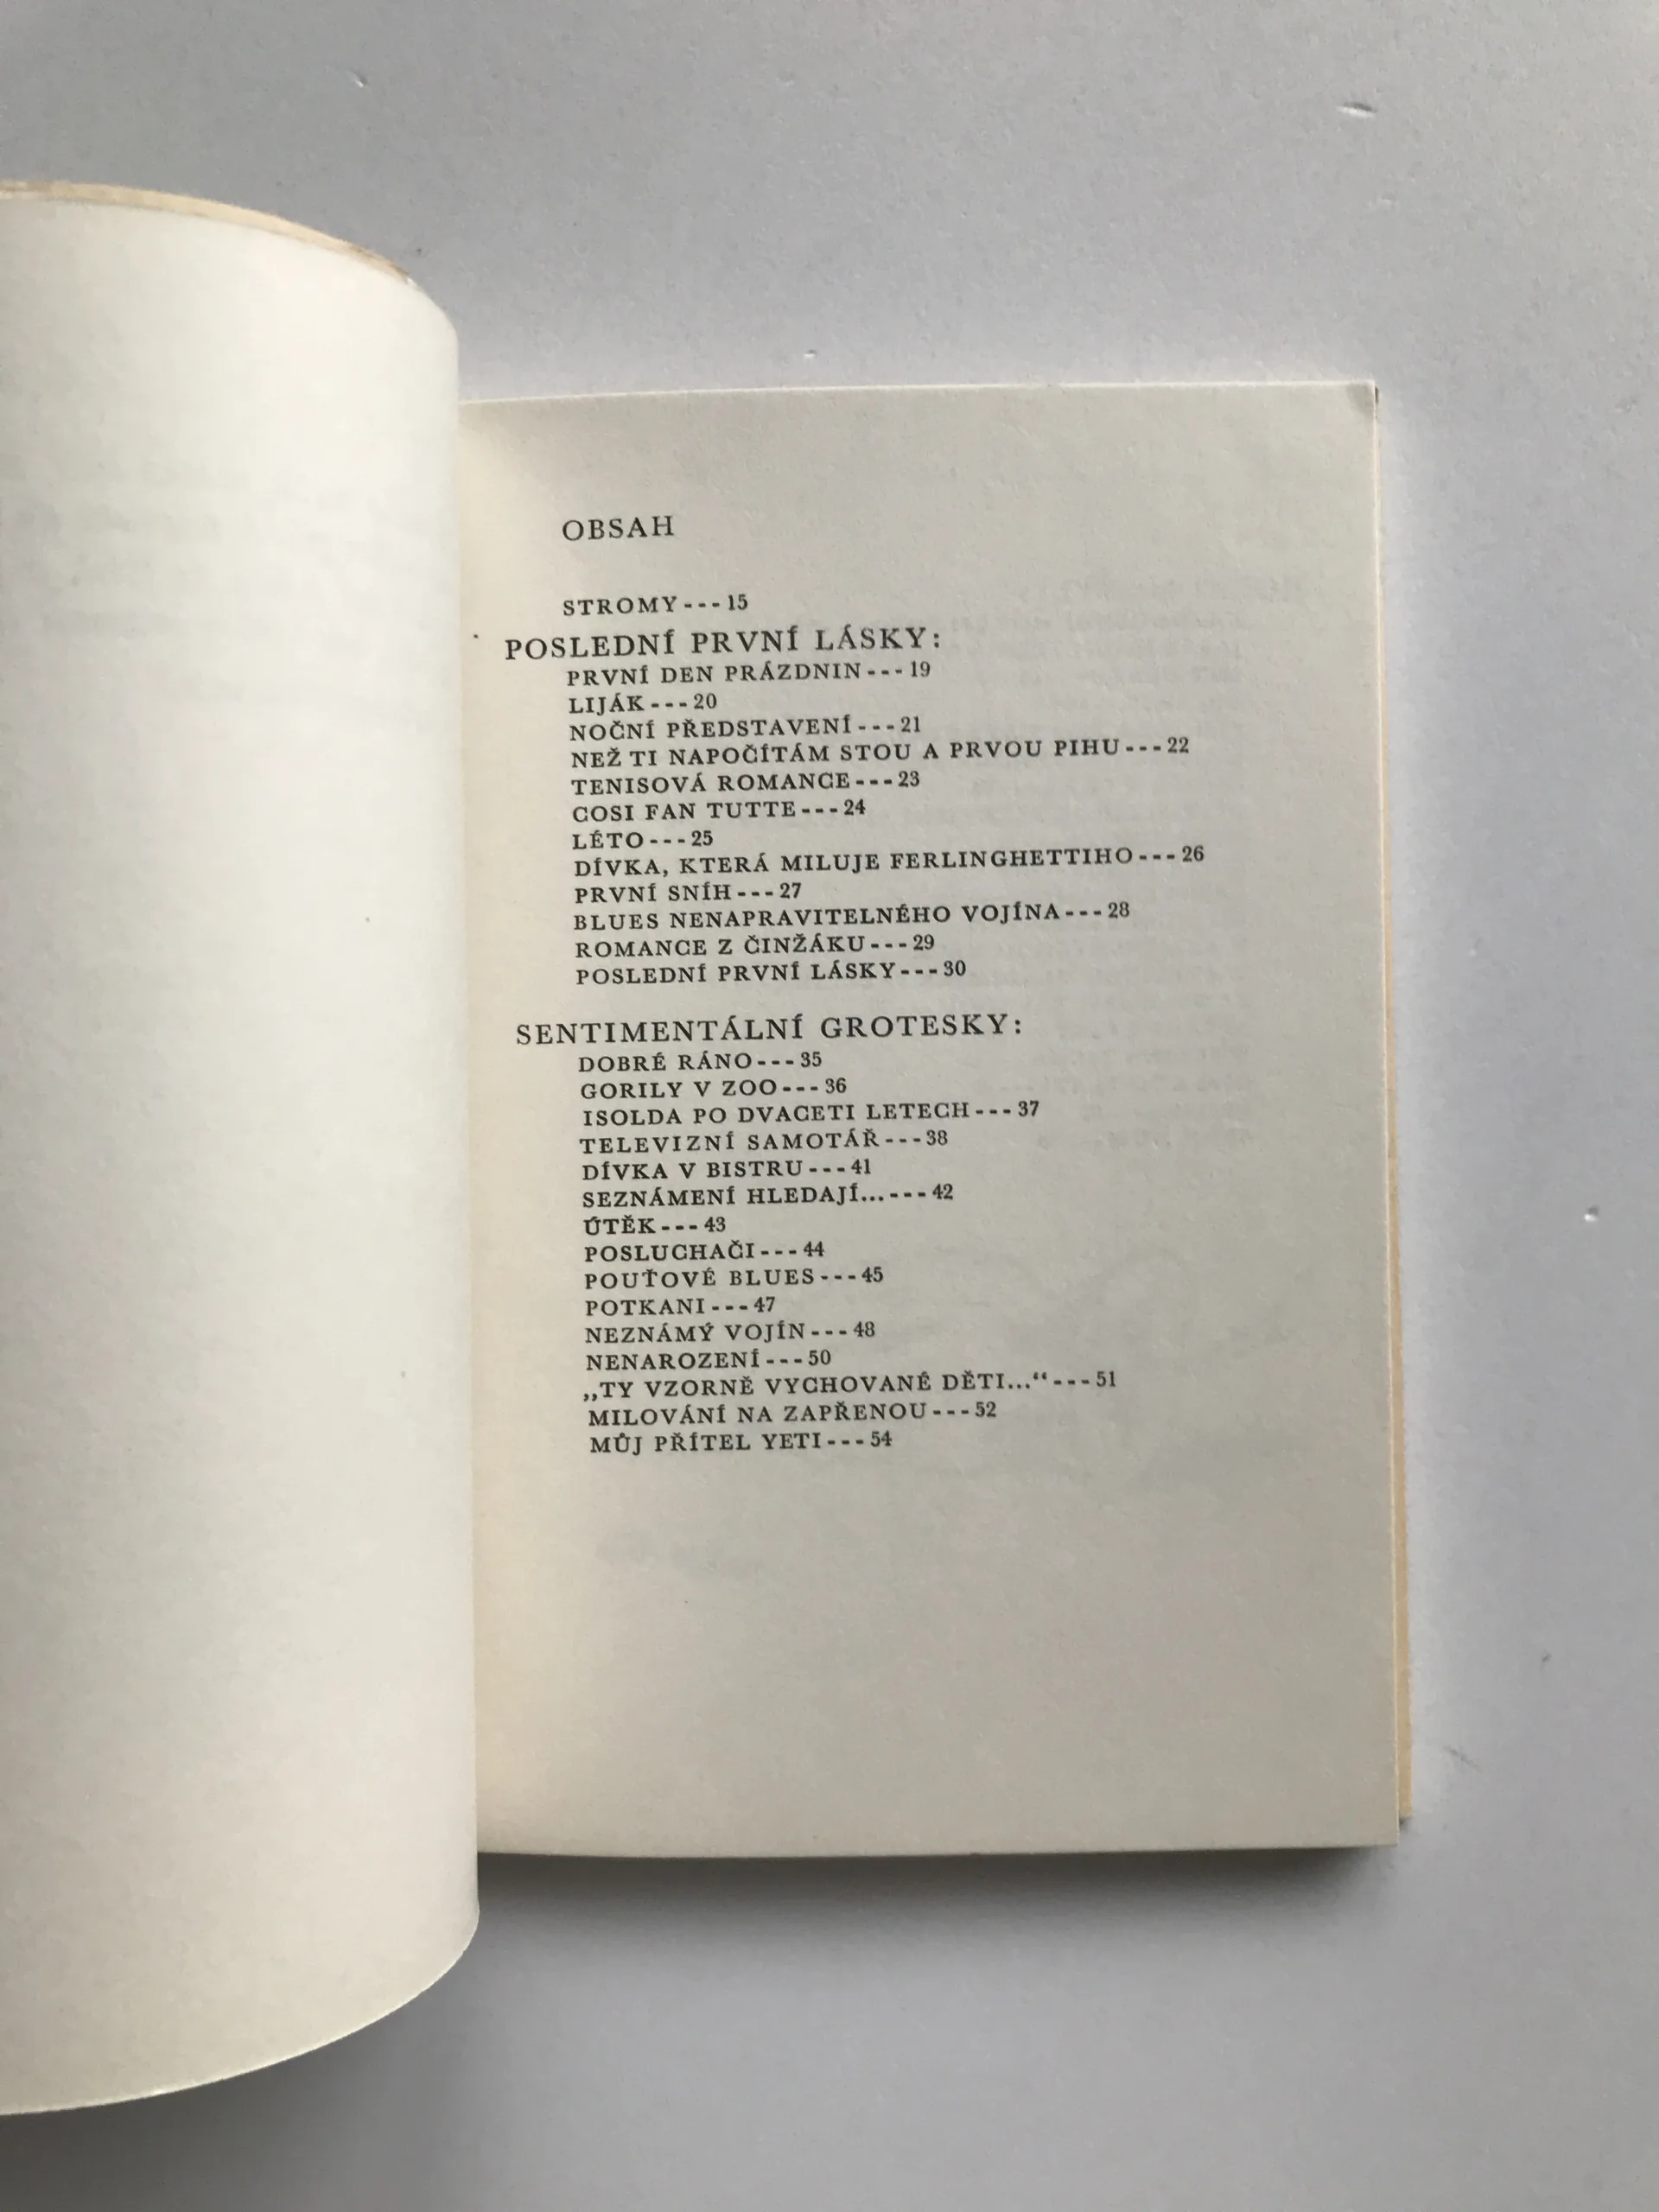 OBSAH
STROMY---15
POSLEDNÍ PRVNÍ LÁSKY:
PRVNÍ DEN PRÁZDNIN---19
LIJÁK---20
NOČNÍ PŘEDSTAVENÍ---21
NEŽ TI NAPOČÍTÁM STOU A PRVOU PIHU---22
TENISOVÁ ROMANCE---23
COSI FAN TUTTE---24
LÉTO---25
DÍVKA, KTERÁ MILUJE FERLINGHETTIHO---26
PRVNÍ SNÍH---27
BLUES NENAPRAVITELNÉHO VOJÍNA---28
ROMANCE Z ČINŽÁKU---29
POSLEDNÍ PRVNÍ LÁSKY---30
SENTIMENTÁLNÍ GROTESKY:
DOBRÉ RÁNO---35
GORILY V ZOO---36
ISOLDA PO DVACETI LETECH---37
TELEVIZNÍ SAMOTÁŘ---38
DÍVKA V BISTRU---41
SEZNÁMENÍ HLEDAJÍ...---42
ÚTĚK---43
POSLUCHAČI---44
POUŤOVÉ BLUES---45
POTKANI---47
NEZNÁMÝ VOJÍN---48
NENAROZENÍ---50
„TY VZORNĚ VYCHOVANÉ DĚTI...“---51
MILOVÁNÍ NA ZAPŘENOU---52
MŮJ PŘÍTEL YETI---54